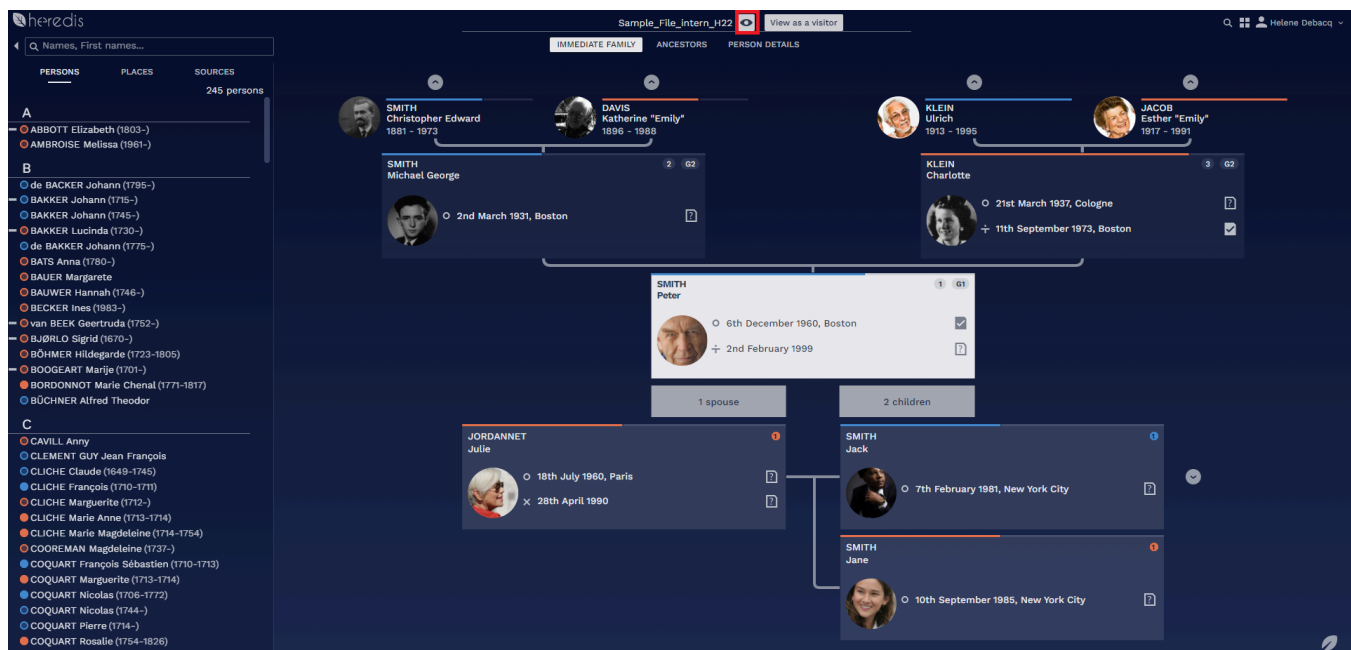 heredis
Sample_File_intern_H22
View as a visitor
Helene Debacq
Names, First names...
IMMEDIATE FAMILY
ANCESTORS
PERSON DETAILS
PERSONS
PLACES
SOURCES
245 persons
A
ABBOTT Elizabeth (1803-)
AMBROISE Melissa (1961-)
B
de BACKER Johann (1795-)
BAKKER Johann (1715-)
BAKKER Johann (1745-)
BAKKER Lucinda (1730-)
de BAKKER Johann (1775-)
BATS Anna (1780-)
BAUER Margarete
BAUWER Hannah (1746-)
BECKER Ines (1983-)
van BEEK Geertruda (1752-)
BJØRLO Sigrid (1670-)
BÕHMER Hildegarde (1723-1805)
BOOGEART Marije (1701-)
BORDONNOT Marie Chenal (1771-1817)
BÜCHNER Alfred Theodor
C
CAVILL Anny
CLEMENT GUY Jean François
CLICHE Claude (1649-1745)
CLICHE François (1710-1711)
CLICHE Marguerite (1712-)
CLICHE Marie Anne (1713-1714)
CLICHE Marie Magdeleine (1714-1754)
COOREMAN Magdeleine (1737-)
COQUART François Sébastien (1710-1713)
COQUART Marguerite (1713-1714)
COQUART Nicolas (1706-1772)
COQUART Nicolas (1744-)
COQUART Pierre (1714-)
COQUART Rosalie (1754-1826)
SMITH
Christopher Edward
1881 - 1973
DAVIS
Katherine "Emily"
1896 - 1988
KLEIN
Ulrich
1913 - 1995
JACOB
Esther "Emily"
1917 - 1991
SMITH
2 G2
Michael George
2nd March 1931, Boston
?
KLEIN
3 G2
Charlotte
21st March 1937, Cologne
?
11th September 1973, Boston
SMITH
1 G1
Peter
6th December 1960, Boston
2nd February 1999
?
1 spouse
2 children
JORDANNET
1
Julie
18th July 1960, Paris
?
28th April 1990
?
SMITH
1
Jack
7th February 1981, New York City
?
SMITH
1
Jane
10th September 1985, New York City
?